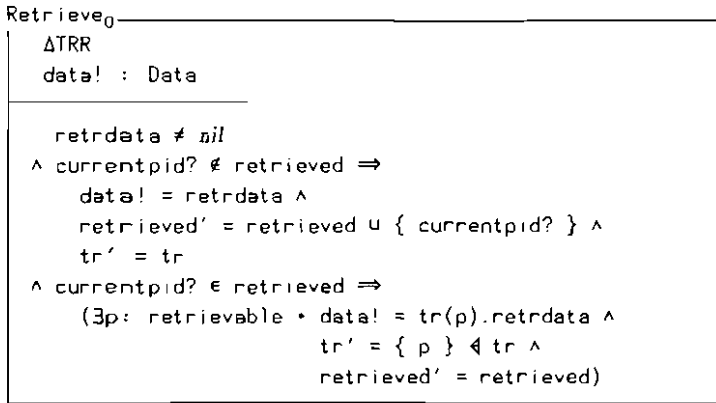 Retrieve₀
ΔTRR
data! : Data
retrdata ≠ nil
∧ currentpid? ∉ retrieved ⇒
data! = retrdata ∧
retrieved′ = retrieved ∪ { currentpid? } ∧
tr′ = tr
∧ currentpid? ∈ retrieved ⇒
(∃p: retrievable • data! = tr(p).retrdata ∧
tr′ = { p } ⩤ tr ∧
retrieved′ = retrieved)